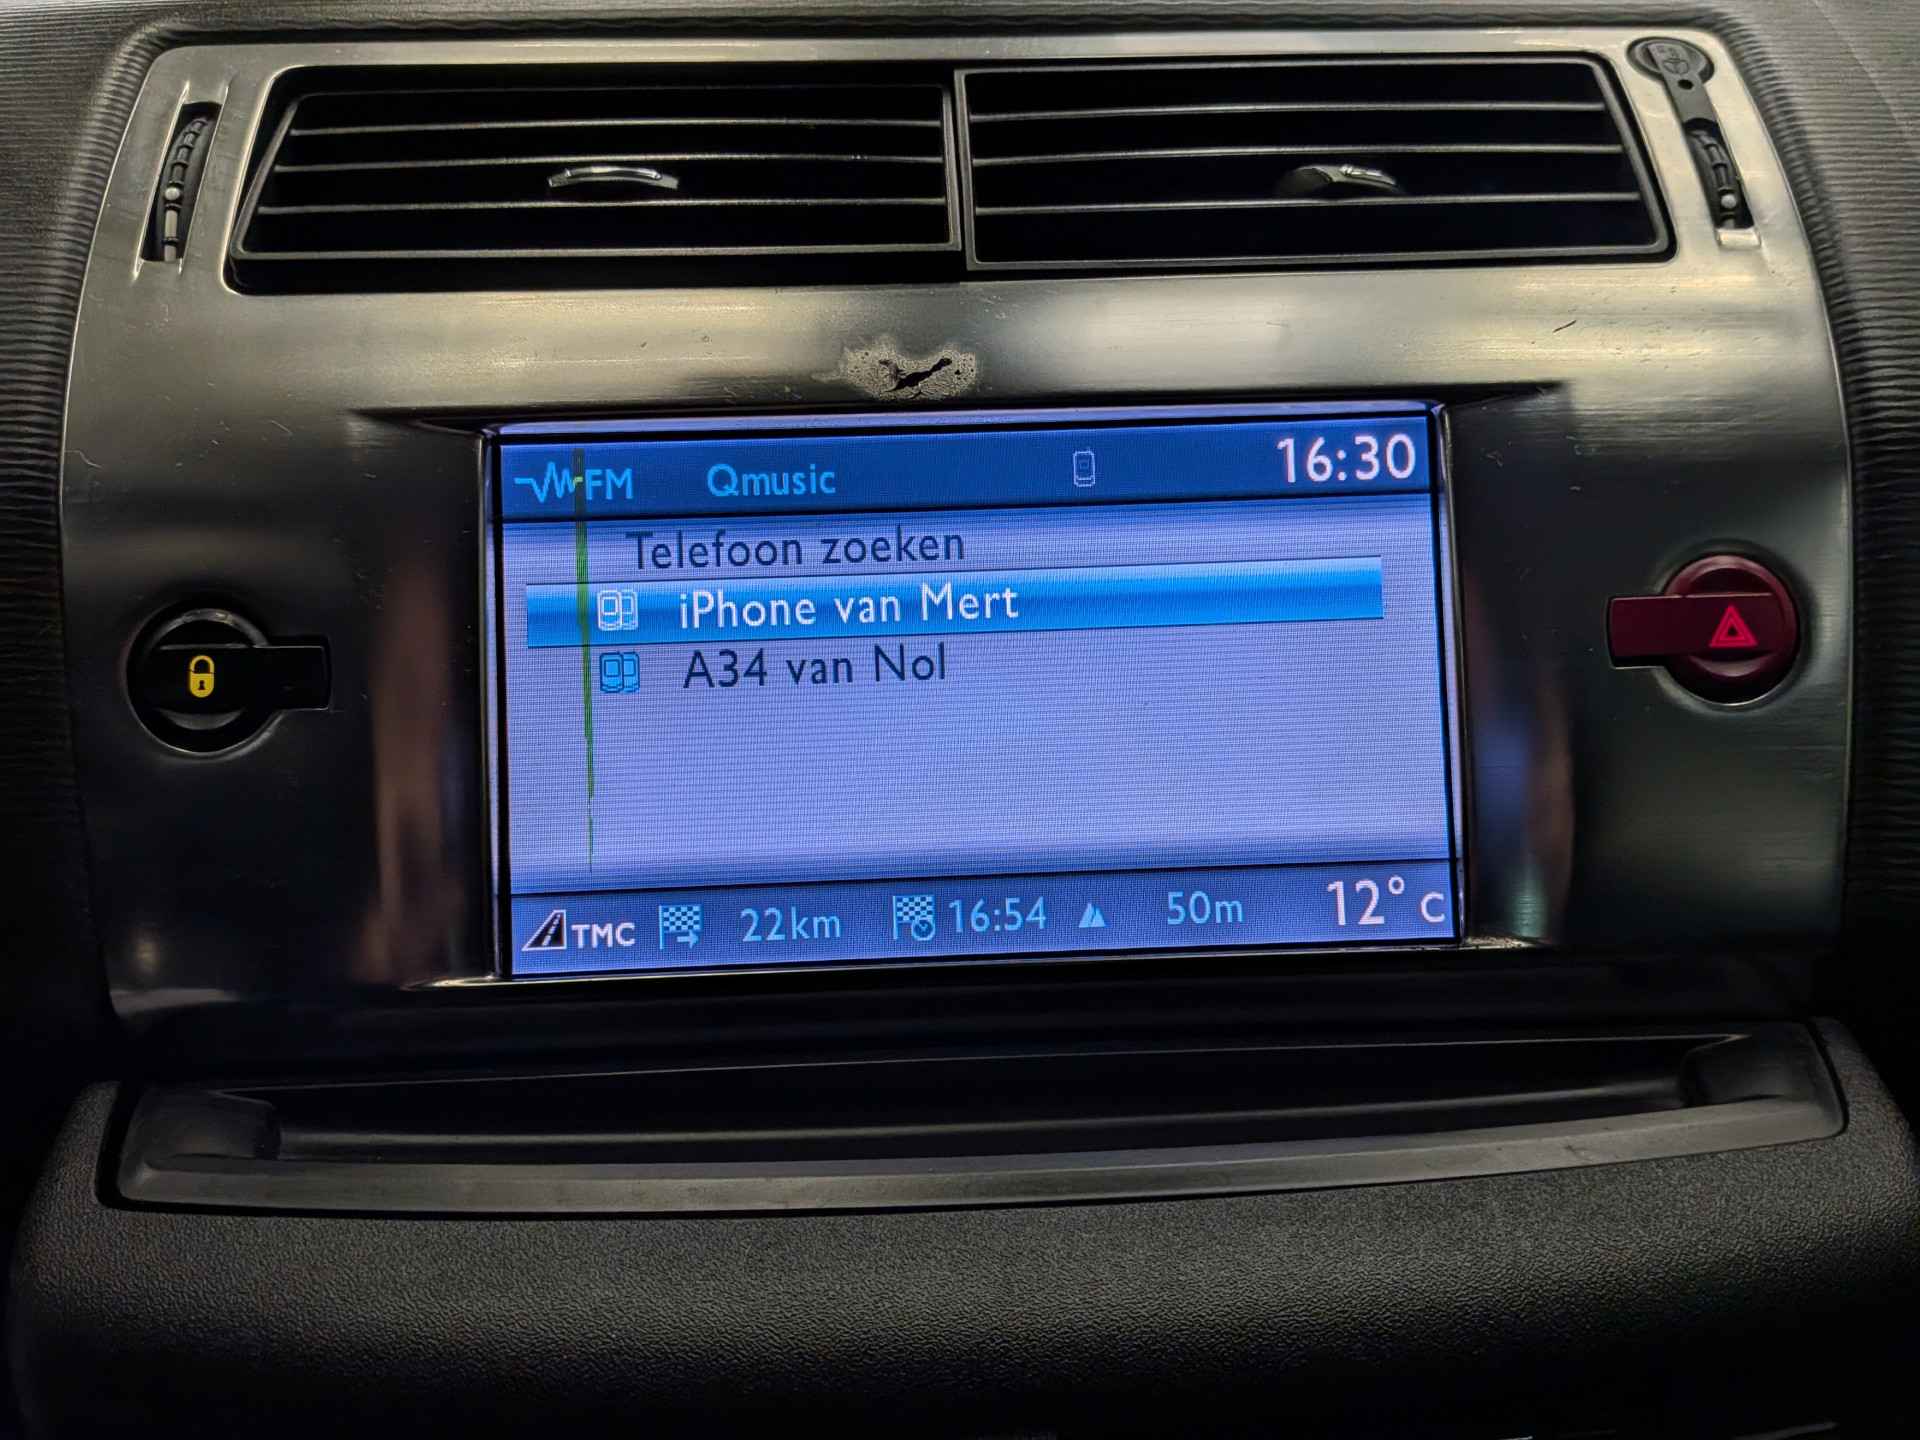 FM Qmusic 16:30
Telefoon zoeken
iPhone van Mert
A34 van Nol
TMC 22km 16:54 50m 12° C